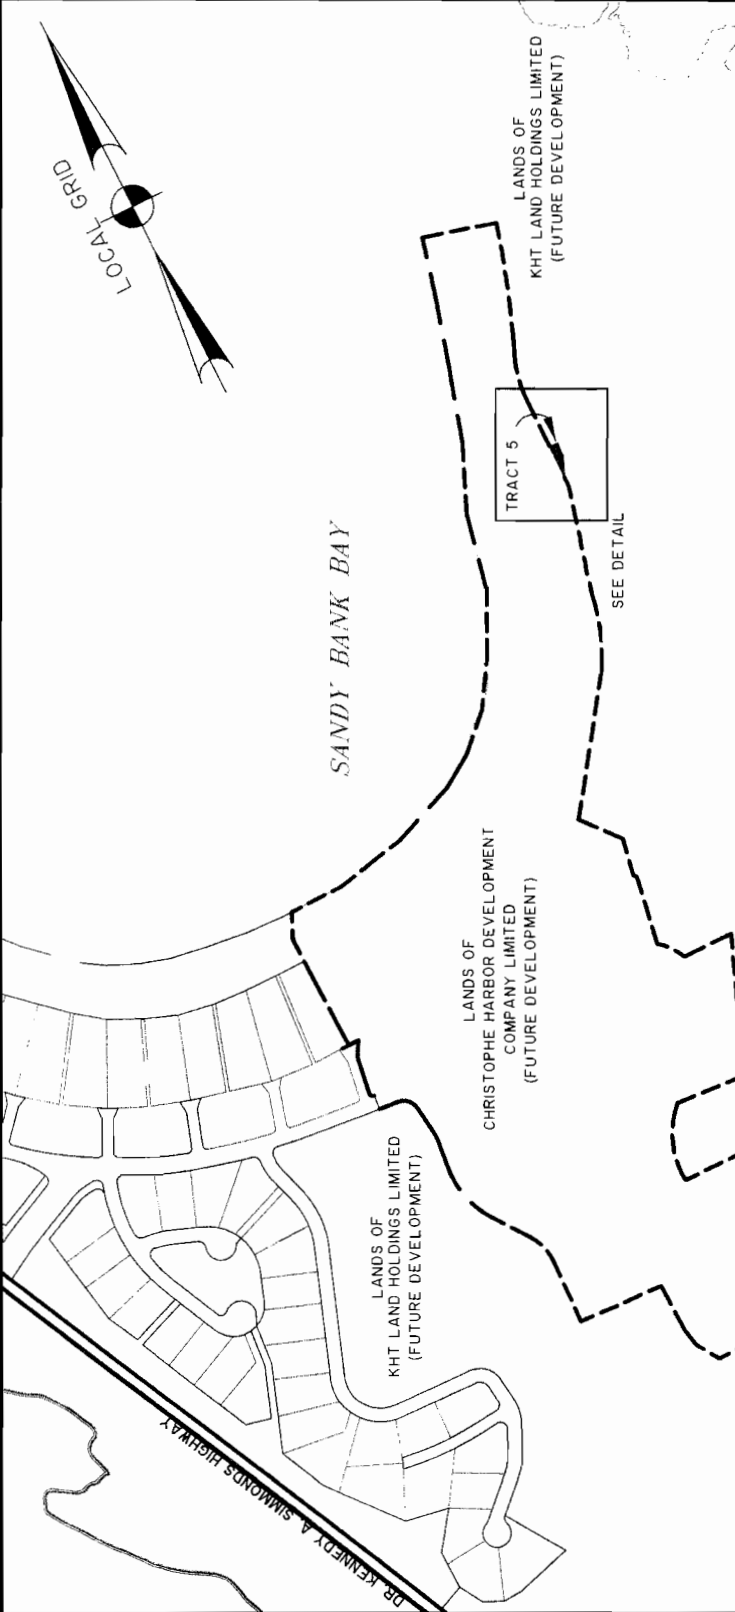 LOCAL GRID
LANDS OF
KHT LAND HOLDINGS LIMITED
(FUTURE DEVELOPMENT)
TRACT 5
SEE DETAIL
SANDY BANK BAY
LANDS OF
CHRISTOPHE HARBOR DEVELOPMENT
COMPANY LIMITED
(FUTURE DEVELOPMENT)
LANDS OF
KHT LAND HOLDINGS LIMITED
(FUTURE DEVELOPMENT)
DR. KENNEDY A. SIMMONDS HIGHWAY